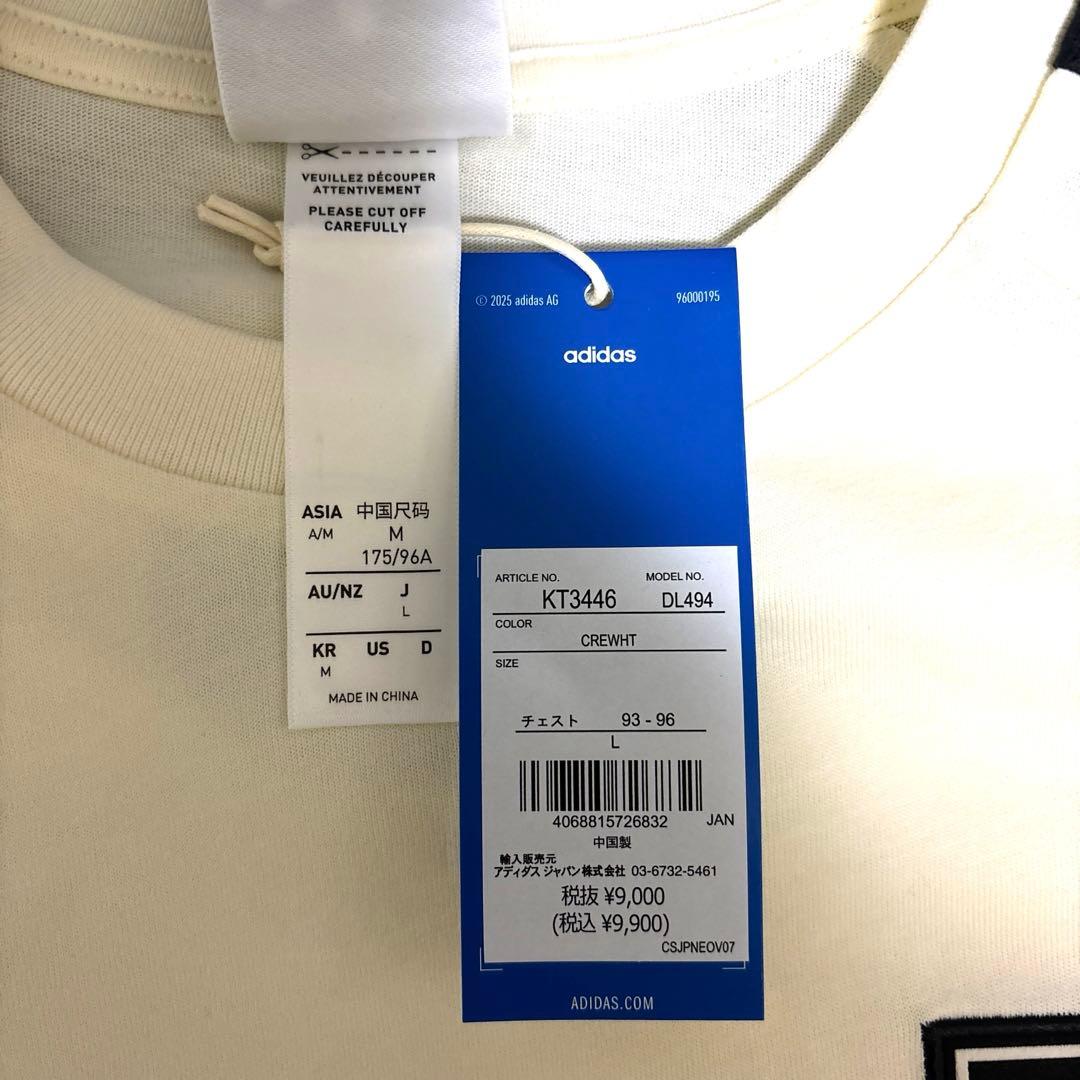 VEUILLEZ DÉCOUPER
ATTENTIVEMENT
PLEASE CUT OFF
CAREFULLY
ASIA 中国尺码
A/M M
175/96A
AU/NZ J
L
KR US D
M
MADE IN CHINA
© 2025 adidas AG 96000195
adidas
ARTICLE NO. MODEL NO.
KT3446 DL494
COLOR
CREWHT
SIZE
チェスト 93 - 96
L
4068815726832 JAN
中国製
輸入販売元
アディダス ジャパン株式会社 03-6732-5461
税抜 ¥9,000
(税込 ¥9,900)
CSJPNEOV07
ADIDAS.COM